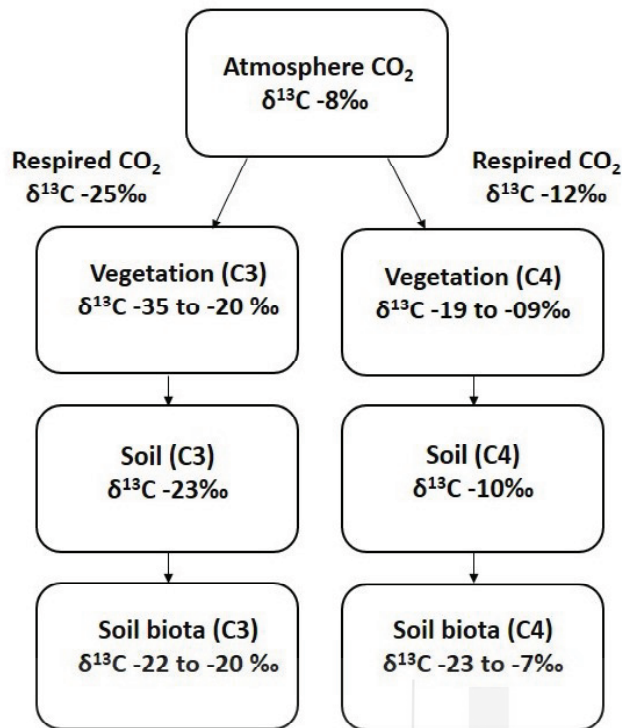 Atmosphere CO₂
δ¹³C -8‰
Respired CO₂
δ¹³C -25‰
Respired CO₂
δ¹³C -12‰
Vegetation (C3)
δ¹³C -35 to -20 ‰
Vegetation (C4)
δ¹³C -19 to -09‰
Soil (C3)
δ¹³C -23‰
Soil (C4)
δ¹³C -10‰
Soil biota (C3)
δ¹³C -22 to -20 ‰
Soil biota (C4)
δ¹³C -23 to -7‰